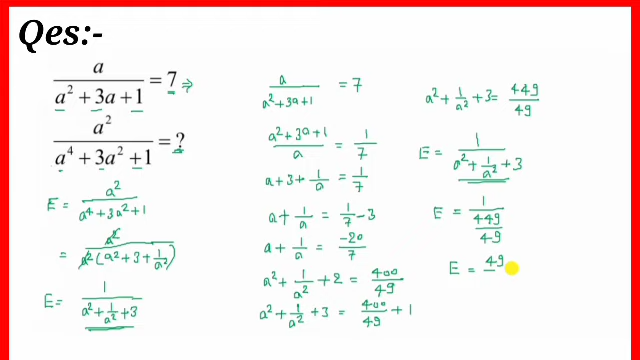 Qes:-
a / (a² + 3a + 1) = 7 ⇒
a² / (a⁴ + 3a² + 1) = ?
E = a² / (a⁴ + 3a² + 1)
= a² / (a² (a² + 3 + 1/a²))
E = 1 / (a² + 1/a² + 3)
a / (a² + 3a + 1) = 7
(a² + 3a + 1) / a = 1/7
a + 3 + 1/a = 1/7
a + 1/a = 1/7 - 3
a + 1/a = -20/7
a² + 1/a² + 2 = 400/49
a² + 1/a² + 3 = 400/49 + 1
a² + 1/a² + 3 = 449/49
E = 1 / (a² + 1/a² + 3)
E = 1 / (449/49)
E = 49